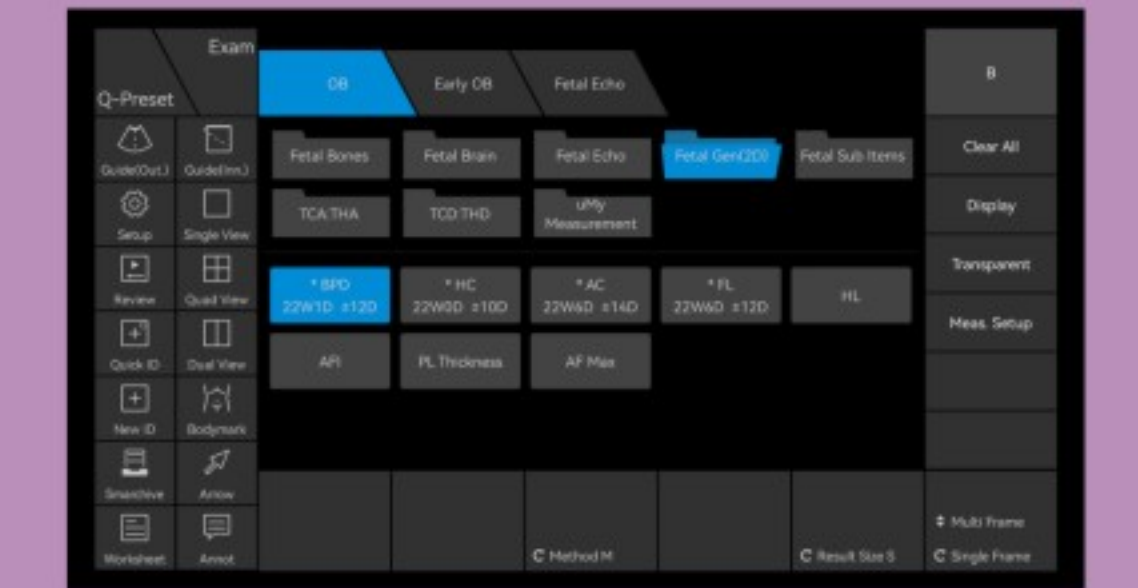 Exam
Q-Preset
OB
Early OB
Fetal Echo
B
Guide(Out.)
Guide(Inn.)
Fetal Bones
Fetal Brain
Fetal Echo
Fetal Gen(2D)
Fetal Sub Items
Clear All
Setup
Single View
TCA:THA
TCD:THD
uMy
Measurement
Display
Review
Quad View
* BPD
22W1D ±12D
* HC
22W0D ±10D
* AC
22W6D ±14D
* FL
22W6D ±12D
HL
Transparent
Meas. Setup
Quick ID
Dual View
AFI
PL Thickness
AF Max
New ID
Bodymark
Smarchive
Arrow
Worksheet
Annot
C Method M
C Result Size S
Multi Frame
C Single Frame